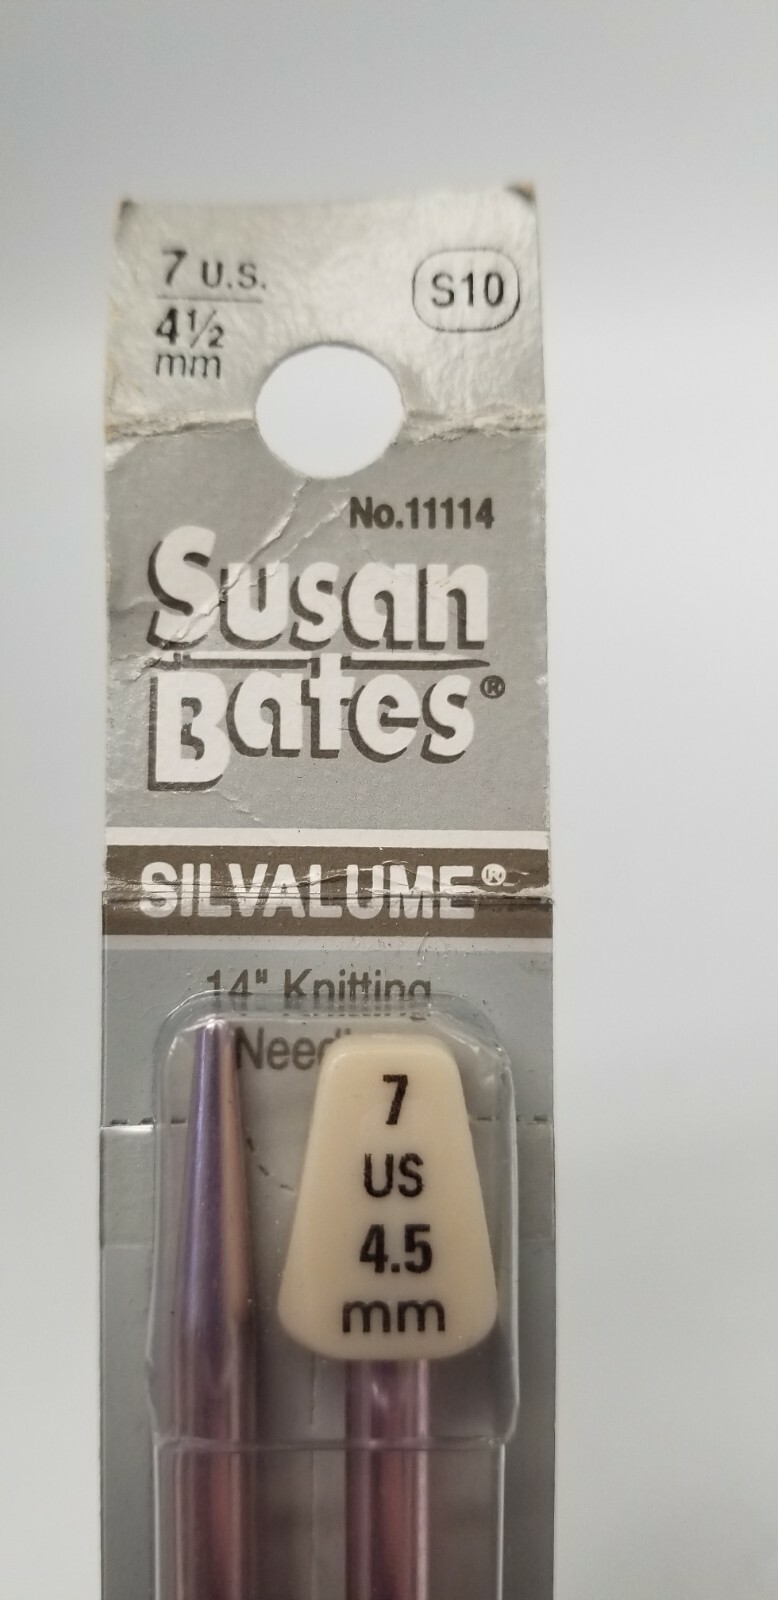 7 U.S.
4½
mm
S10
No.11114
Susan
Bates®
SILVALUME®
14" Knitting
7
US
4.5
mm